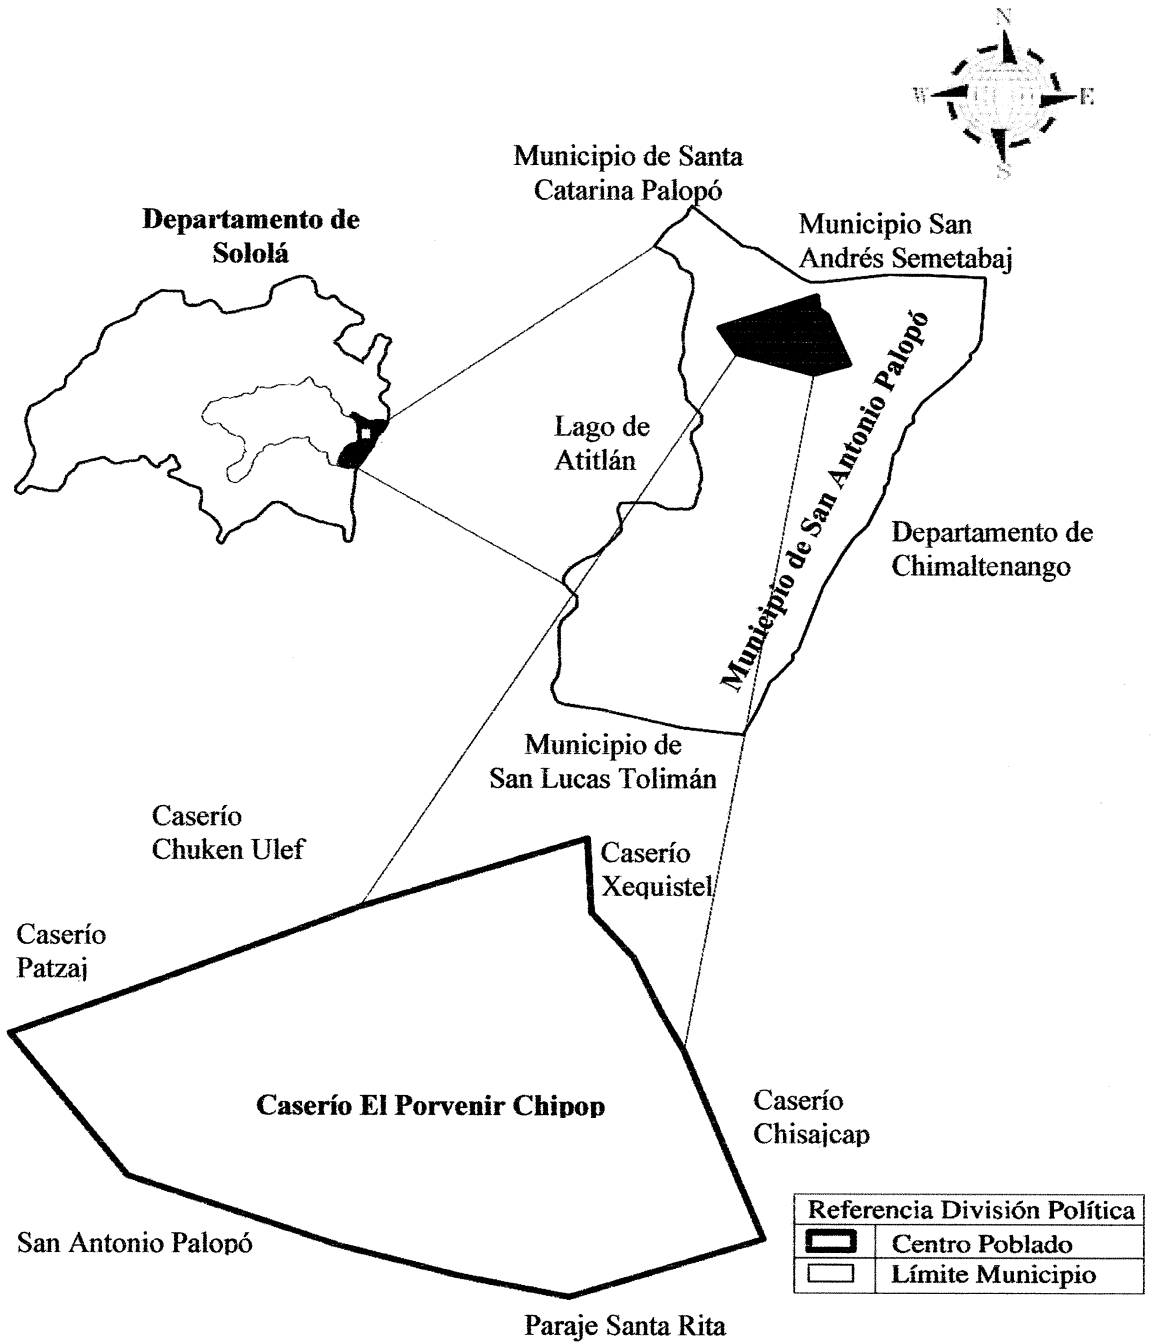 N
W
E
S
Municipio de Santa
Catarina Palopó
Departamento de
Sololá
Municipio San
Andrés Semetabaj
Municipio de San Antonio Palopó
Lago de
Atitlán
Departamento de
Chimaltenango
Municipio de
San Lucas Tolimán
Caserío
Chuken Ulef
Caserío
Xequistel
Caserío
Patzaj
Caserío El Porvenir Chipop
Caserío
Chisajcap
San Antonio Palopó
Paraje Santa Rita
Referencia División Política
Centro Poblado
Límite Municipio